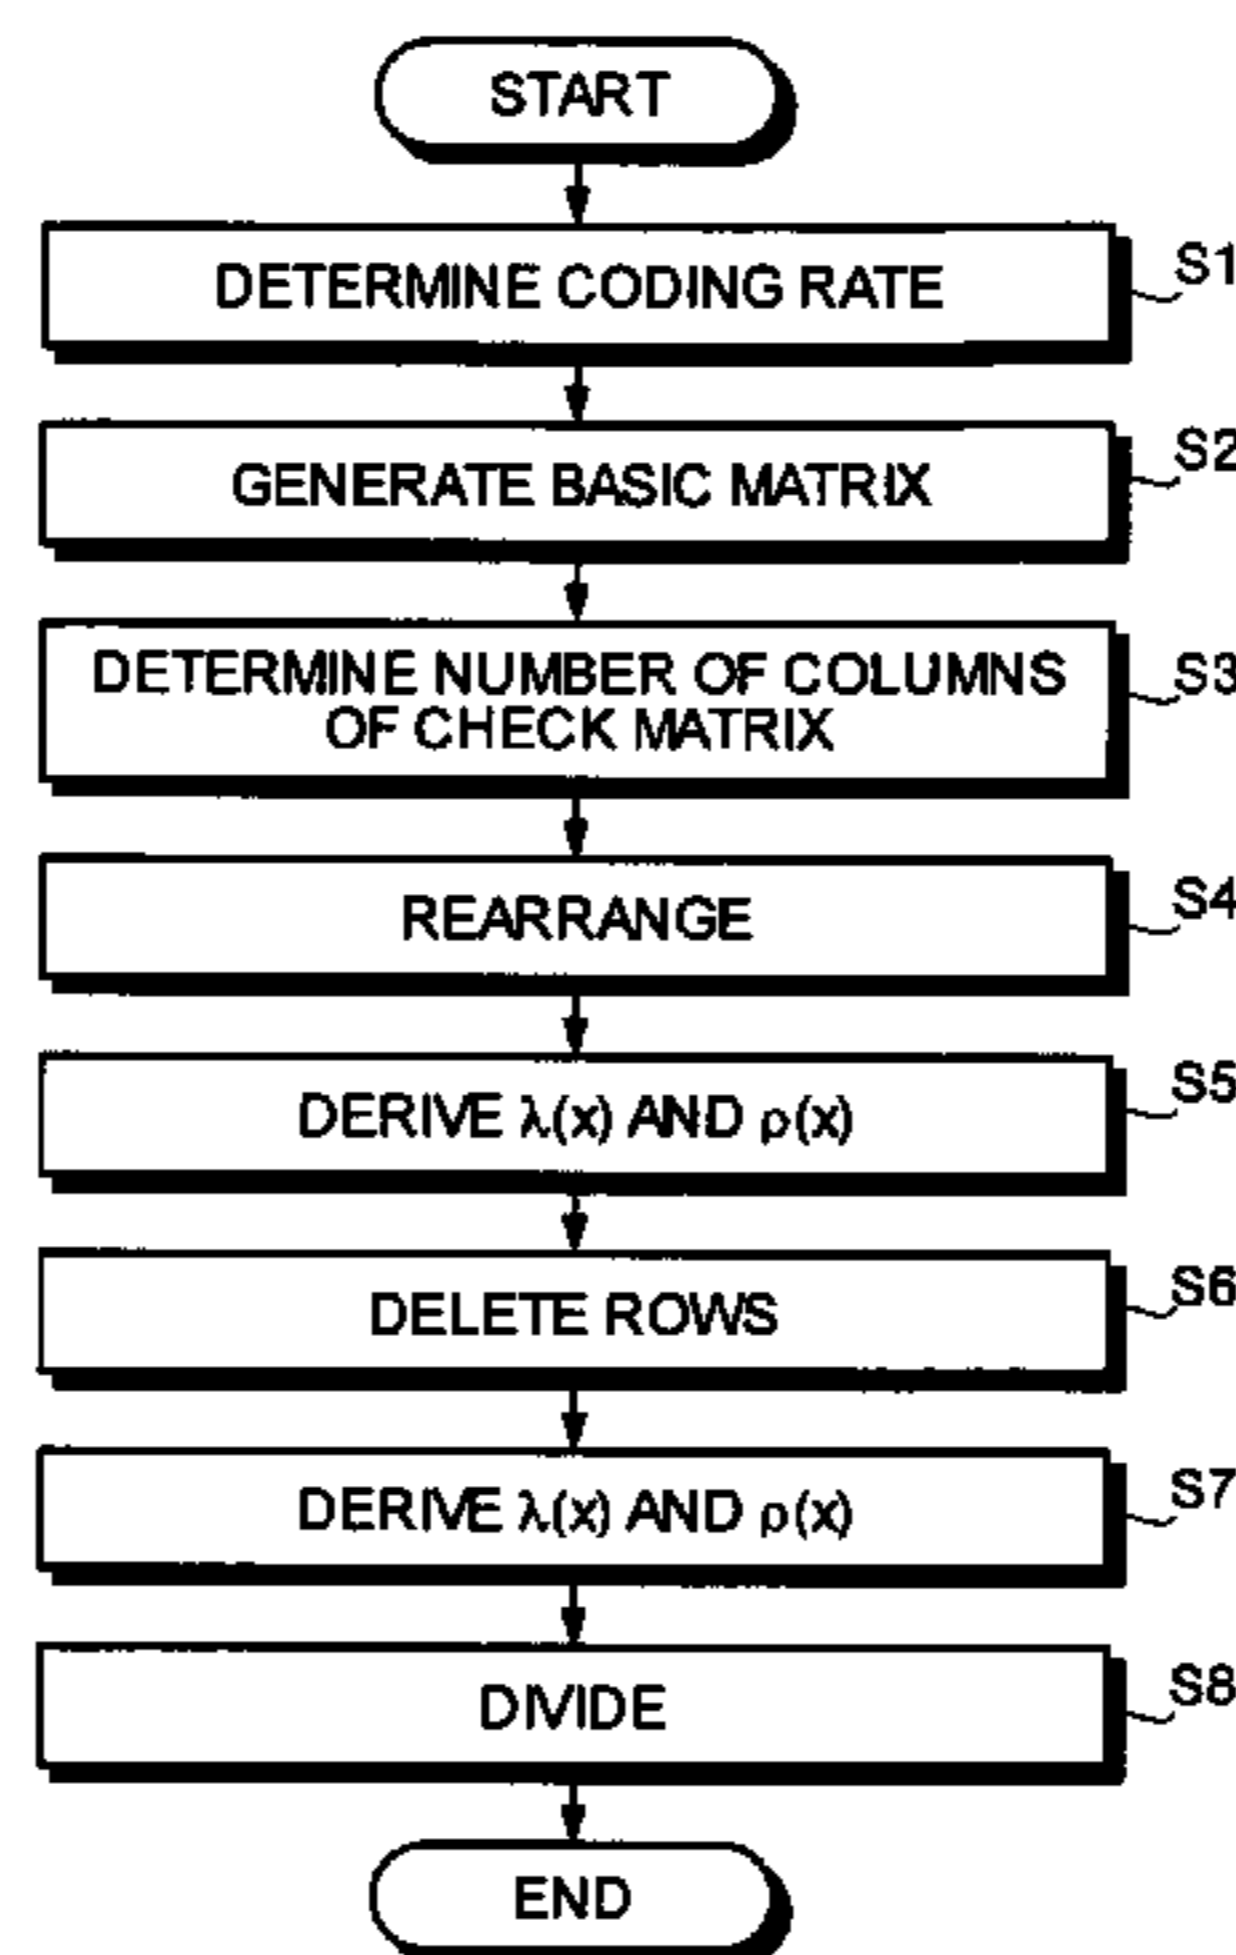 START
DETERMINE CODING RATE
S1
GENERATE BASIC MATRIX
S2
DETERMINE NUMBER OF COLUMNS
OF CHECK MATRIX
S3
REARRANGE
S4
DERIVE λ(x) AND ρ(x)
S5
DELETE ROWS
S6
DERIVE λ(x) AND ρ(x)
S7
DIVIDE
S8
END